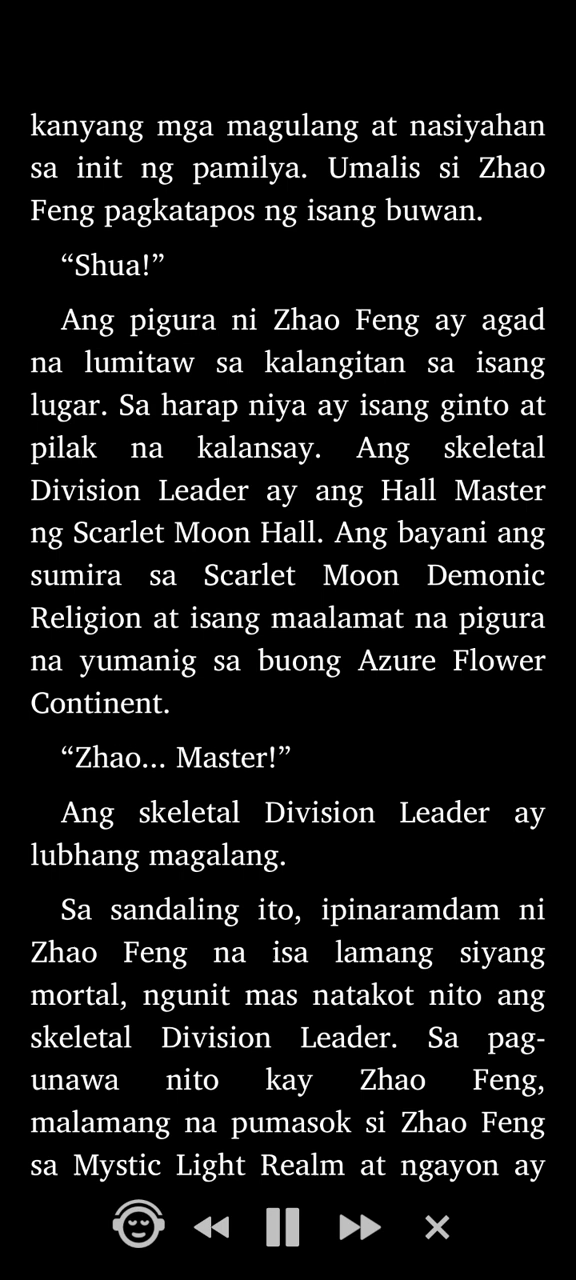 kanyang mga magulang at nasiyahan
sa init ng pamilya. Umalis si Zhao
Feng pagkatapos ng isang buwan.
“Shua!”
Ang pigura ni Zhao Feng ay agad
na lumitaw sa kalangitan sa isang
lugar. Sa harap niya ay isang ginto at
pilak na kalansay. Ang skeletal
Division Leader ay ang Hall Master
ng Scarlet Moon Hall. Ang bayani ang
sumira sa Scarlet Moon Demonic
Religion at isang maalamat na pigura
na yumanig sa buong Azure Flower
Continent.
“Zhao... Master!”
Ang skeletal Division Leader ay
lubhang magalang.
Sa sandaling ito, ipinaramdam ni
Zhao Feng na isa lamang siyang
mortal, ngunit mas natakot nito ang
skeletal Division Leader. Sa pag-
unawa nito kay Zhao Feng,
malamang na pumasok si Zhao Feng
sa Mystic Light Realm at ngayon ay